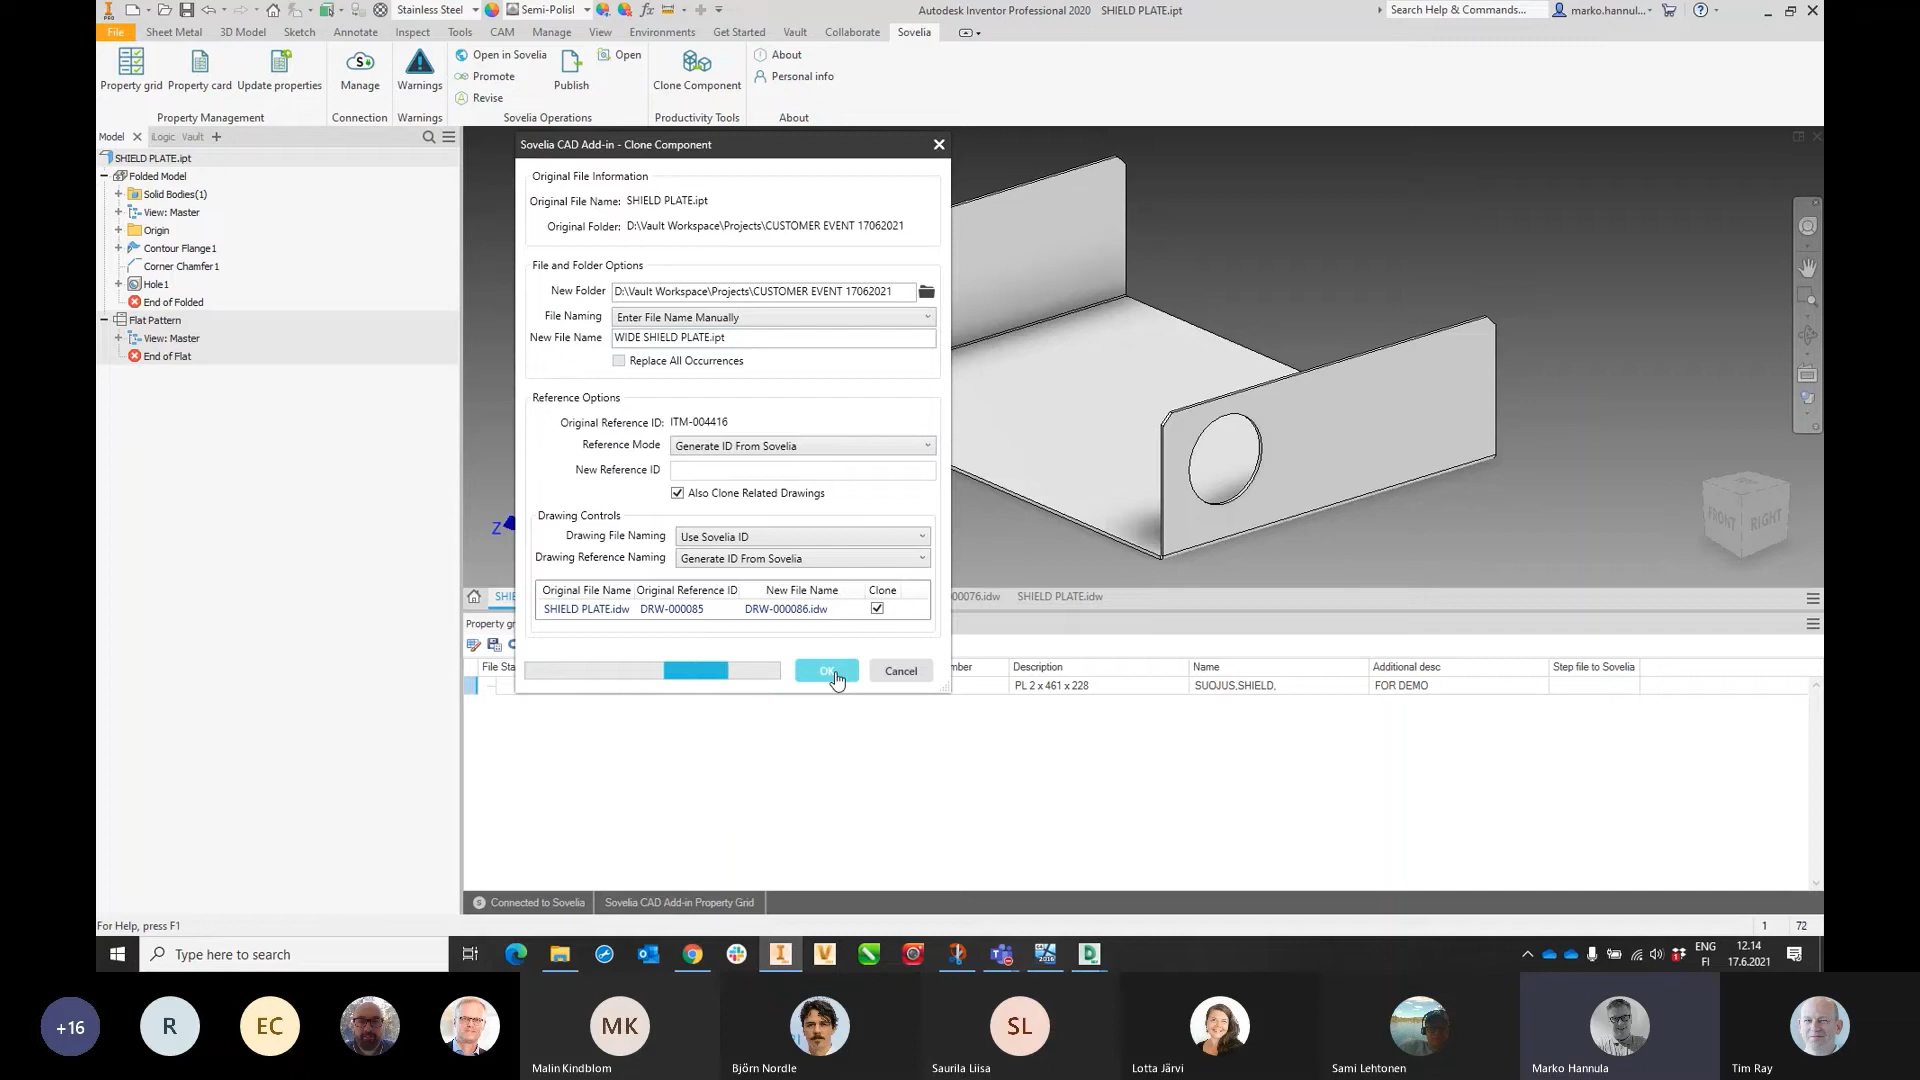 Stainless Steel
Semi-Polisl
fx
Autodesk Inventor Professional 2020 SHIELD PLATE.ipt
Search Help & Commands...
marko.hannul...
File Sheet Metal 3D Model Sketch Annotate Inspect Tools CAM Manage View Environments Get Started Vault Collaborate Sovelia
Property grid Property card Update properties
Manage
Warnings
Open in Sovelia
Promote
Revise
Publish
Open
Clone Component
About
Personal info
Property Management Connection Warnings Sovelia Operations Productivity Tools About
Model iLogic Vault
SHIELD PLATE.ipt
Folded Model
Solid Bodies(1)
View: Master
Origin
Contour Flange1
Corner Chamfer1
Hole1
End of Folded
Flat Pattern
View: Master
End of Flat
Sovelia CAD Add-in - Clone Component
Original File Information
Original File Name: SHIELD PLATE.ipt
Original Folder: D:\Vault Workspace\Projects\CUSTOMER EVENT 17062021
File and Folder Options
New Folder D:\Vault Workspace\Projects\CUSTOMER EVENT 17062021
File Naming Enter File Name Manually
New File Name WIDE SHIELD PLATE.ipt
Replace All Occurrences
Reference Options
Original Reference ID: ITM-004416
Reference Mode Generate ID From Sovelia
New Reference ID
Also Clone Related Drawings
Drawing Controls
Drawing File Naming Use Sovelia ID
Drawing Reference Naming Generate ID From Sovelia
Original File Name Original Reference ID New File Name Clone
SHIELD PLATE.idw DRW-000085 DRW-000086.idw
OK Cancel
Z
FRONT RIGHT
SHIE
000076.idw SHIELD PLATE.idw
Property gr
File Sta
mber Description Name Additional desc Step file to Sovelia
PL 2 x 461 x 228 SUOJUS,SHIELD, FOR DEMO
Connected to Sovelia Sovelia CAD Add-in Property Grid
For Help, press F1
1 72
Type here to search
ENG
FI
12.14
17.6.2021
+16 R EC MK SL
Malin Kindblom Björn Nordle Saurila Liisa Lotta Järvi Sami Lehtonen Marko Hannula Tim Ray